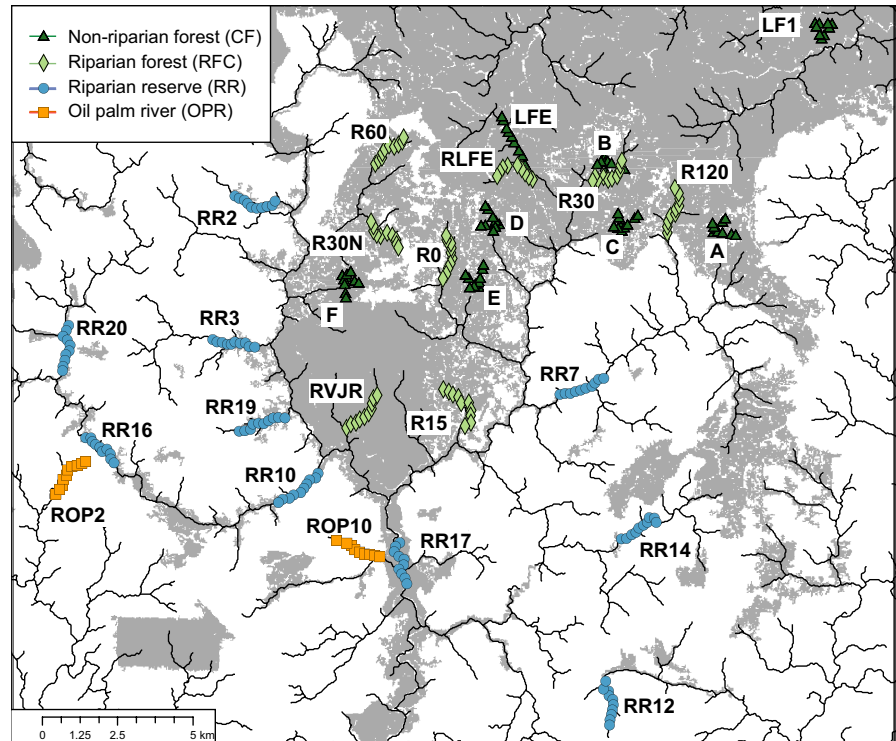 Non-riparian forest (CF)
Riparian forest (RFC)
Riparian reserve (RR)
Oil palm river (OPR)
LF1
LFE
R60
B
RLFE
R120
RR2
R30
D
C
R30N
R0
A
E
F
RR20
RR3
RR7
RVJR
RR19
R15
RR16
RR10
ROP2
ROP10
RR17
RR14
RR12
0 1.25 2.5 5 km